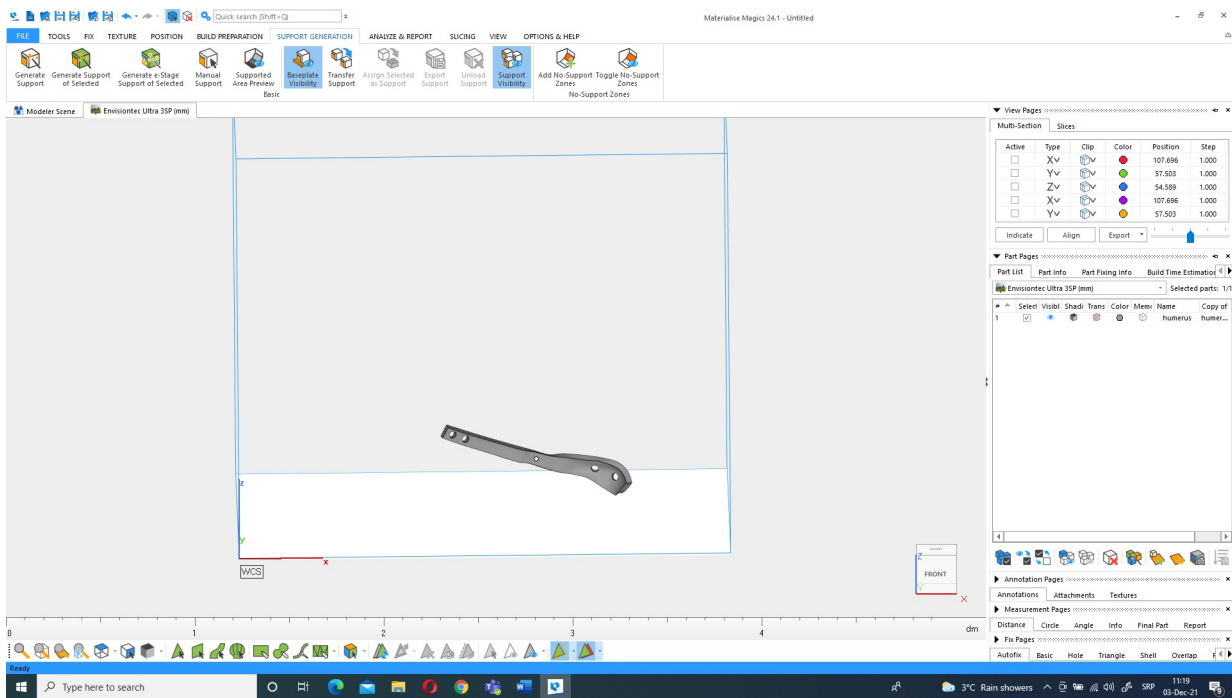 Quick search (Shift+Q)
Materialise Magics 24.1 - Untitled
FILE TOOLS FIX TEXTURE POSITION BUILD PREPARATION SUPPORT GENERATION ANALYZE & REPORT SLICING VIEW OPTIONS & HELP
Generate Support
Generate Support of Selected
Generate e-Stage Support of Selected
Manual Support
Supported Area Preview
Baseplate Visibility
Transfer Support
Assign Selected as Support
Export Support
Unload Support
Support Visibility
Add No-Support Zones
Toggle No-Support Zones
Basic
No-Support Zones
Modeler Scene Envisiontec Ultra 3SP (mm)
z
y
x
WCS
Z
FRONT
Y
X
0 1 2 3 4 dm
View Pages
Multi-Section Slices
Active Type Clip Color Position Step
X 107.696 1.000
Y 57.503 1.000
Z 54.589 1.000
X 107.696 1.000
Y 57.503 1.000
Indicate Align Export
Part Pages
Part List Part Info Part Fixing Info Build Time Estimation
Envisiontec Ultra 3SP (mm) Selected parts: 1/1
# Select Visibl Shadi Trans Color Memo Name Copy of
1 humerus humer...
Annotation Pages
Annotations Attachments Textures
Measurement Pages
Distance Circle Angle Info Final Part Report
Fix Pages
Autofix Basic Hole Triangle Shell Overlap
Ready
Type here to search
3°C Rain showers
SRP
11:19
03-Dec-21